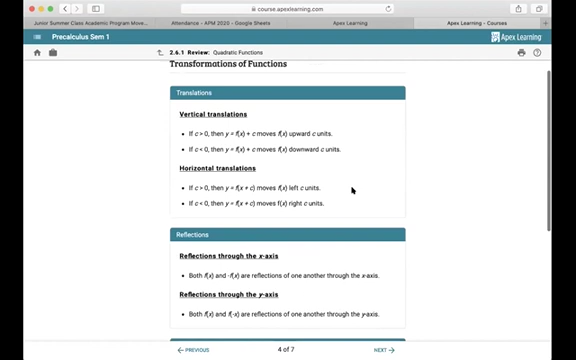 course.apexlearning.com
Junior Summer Class Academic Program Move...
Attendance - APM 2020 - Google Sheets
Apex Learning
Apex Learning - Courses
Precalculus Sem 1
Apex Learning
2.6.1 Review: Quadratic Functions
Transformations of Functions
Translations
Vertical translations
• If c > 0, then y = f(x) + c moves f(x) upward c units.
• If c < 0, then y = f(x) + c moves f(x) downward c units.
Horizontal translations
• If c > 0, then y = f(x + c) moves f(x) left c units.
• If c < 0, then y = f(x + c) moves f(x) right c units.
Reflections
Reflections through the x-axis
• Both f(x) and -f(x) are reflections of one another through the x-axis.
Reflections through the y-axis
• Both f(x) and f(-x) are reflections of one another through the y-axis.
← PREVIOUS
4 of 7
NEXT →